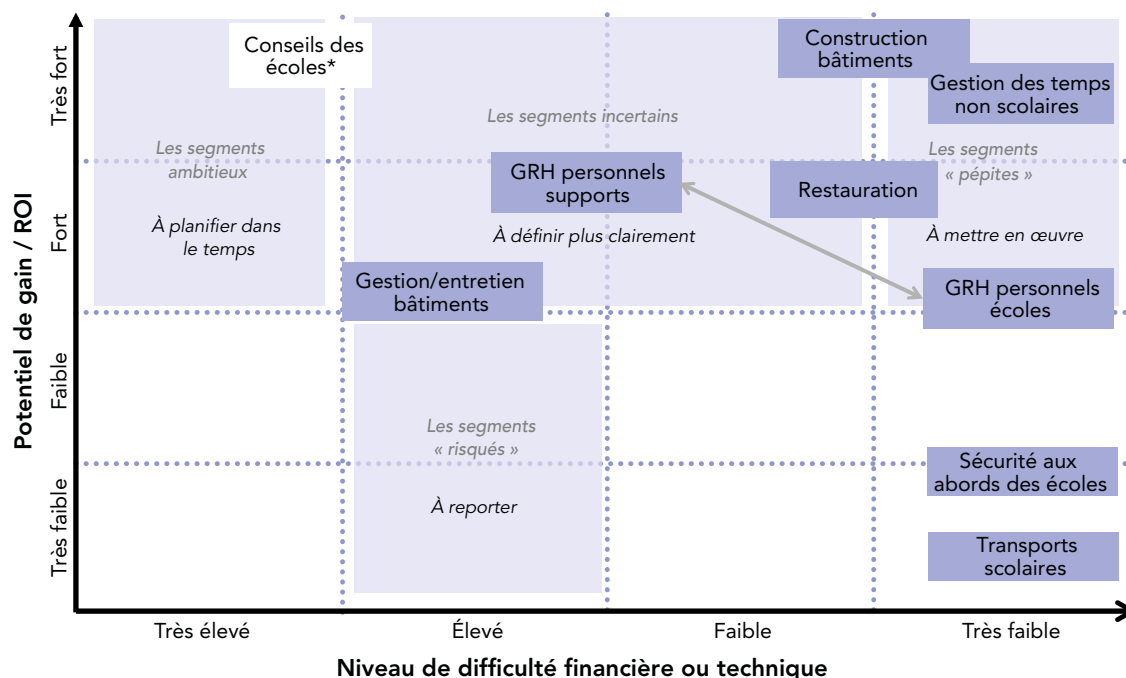 Potentiel de gain / ROI
Très fort
Fort
Faible
Très faible
Conseils des
écoles*
Construction
bâtiments
Gestion des temps
non scolaires
Les segments incertains
Les segments
ambitieux
GRH personnels
supports
Restauration
Les segments
« pépites »
À planifier dans
le temps
À définir plus clairement
À mettre en œuvre
Gestion/entretien
bâtiments
GRH personnels
écoles
Les segments
« risqués »
Sécurité aux
abords des écoles
À reporter
Transports
scolaires
Très élevé
Élevé
Faible
Très faible
Niveau de difficulté financière ou technique